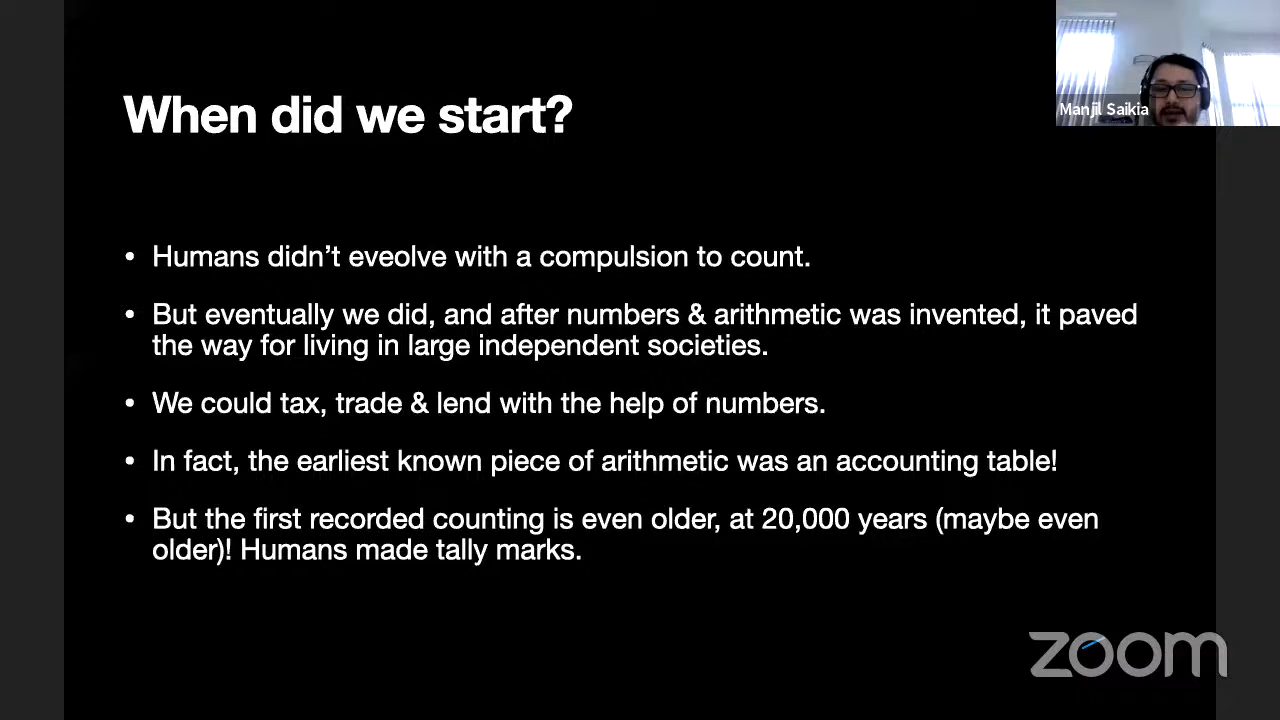 Manjil Saikia
When did we start?
• Humans didn't eveolve with a compulsion to count.
• But eventually we did, and after numbers & arithmetic was invented, it paved
the way for living in large independent societies.
• We could tax, trade & lend with the help of numbers.
• In fact, the earliest known piece of arithmetic was an accounting table!
• But the first recorded counting is even older, at 20,000 years (maybe even
older)! Humans made tally marks.
zoom